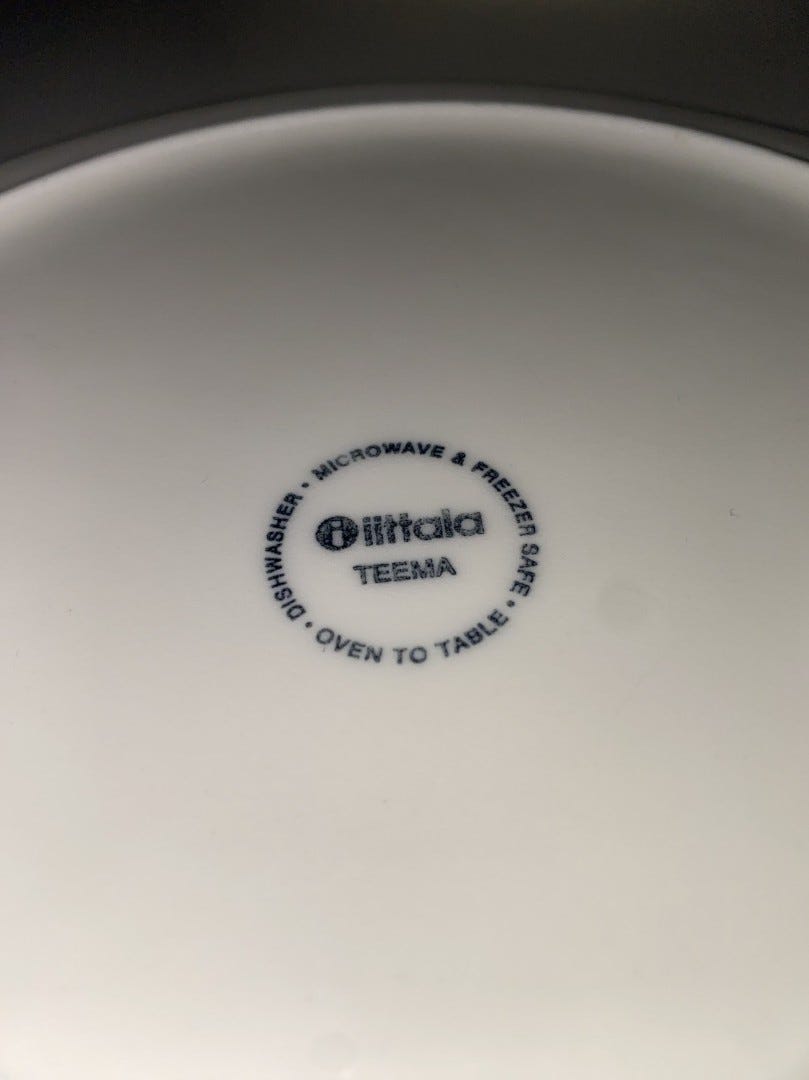 DISHWASHER • MICROWAVE & FREEZER SAFE • OVEN TO TABLE •
i iittala
TEEMA